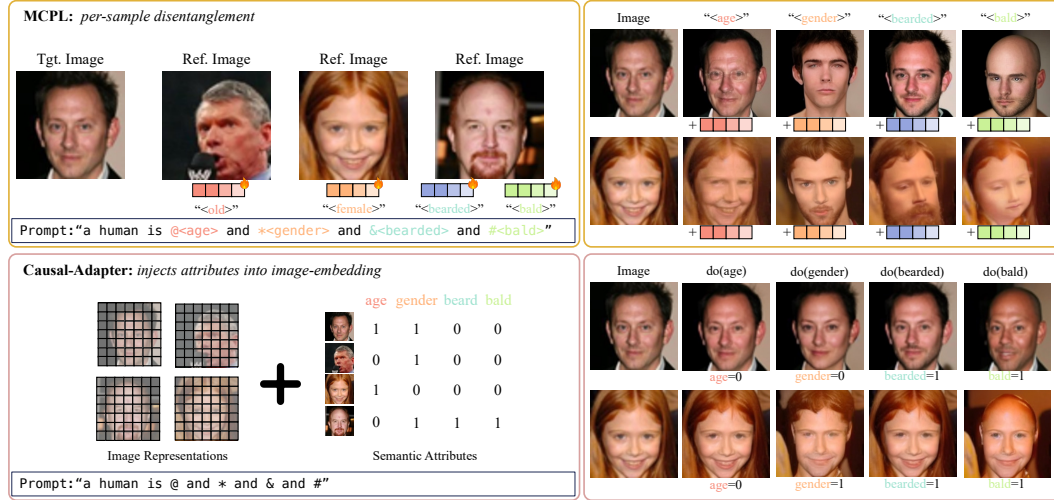 MCPL: per-sample disentanglement
Tgt. Image
Ref. Image
Ref. Image
Ref. Image
“<old>”
“<female>”
“<bearded>”
“<bald>”
Prompt:“a human is @<age> and *<gender> and &<bearded> and #<bald>”
Image
“<age>”
“<gender>”
“<bearded>”
“<bald>”
+
+
+
+
+
+
+
+
Causal-Adapter: injects attributes into image-embedding
age gender beard bald
1 1 0 0
0 1 0 0
1 0 0 0
0 1 1 1
Image Representations
Semantic Attributes
Prompt:“a human is @ and * and & and #”
Image
do(age)
do(gender)
do(bearded)
do(bald)
age=0
gender=0
bearded=1
bald=1
age=0
gender=1
bearded=1
bald=1